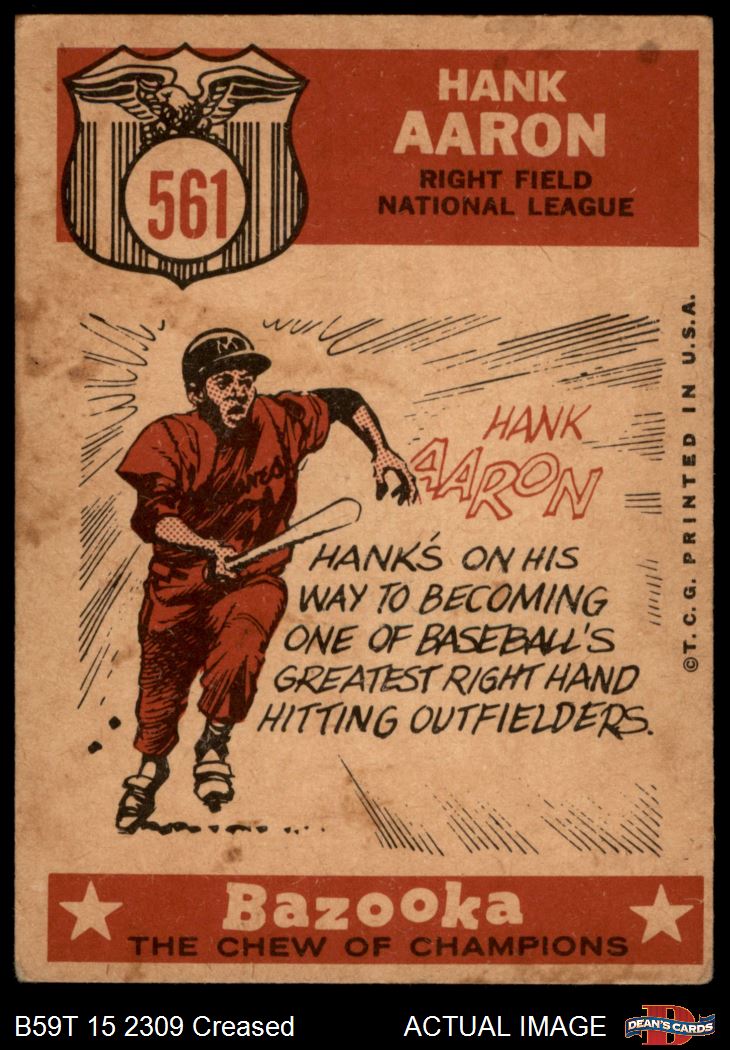 HANK
AARON
RIGHT FIELD
NATIONAL LEAGUE
561
M
Braves
HANK
AARON
HANK'S ON HIS
WAY TO BECOMING
ONE OF BASEBALL'S
GREATEST RIGHT HAND
HITTING OUTFIELDERS.
©T.C.G. PRINTED IN U.S.A.
Bazooka
THE CHEW OF CHAMPIONS
B59T 15 2309 Creased
ACTUAL IMAGE
D
DEAN'S CARDS